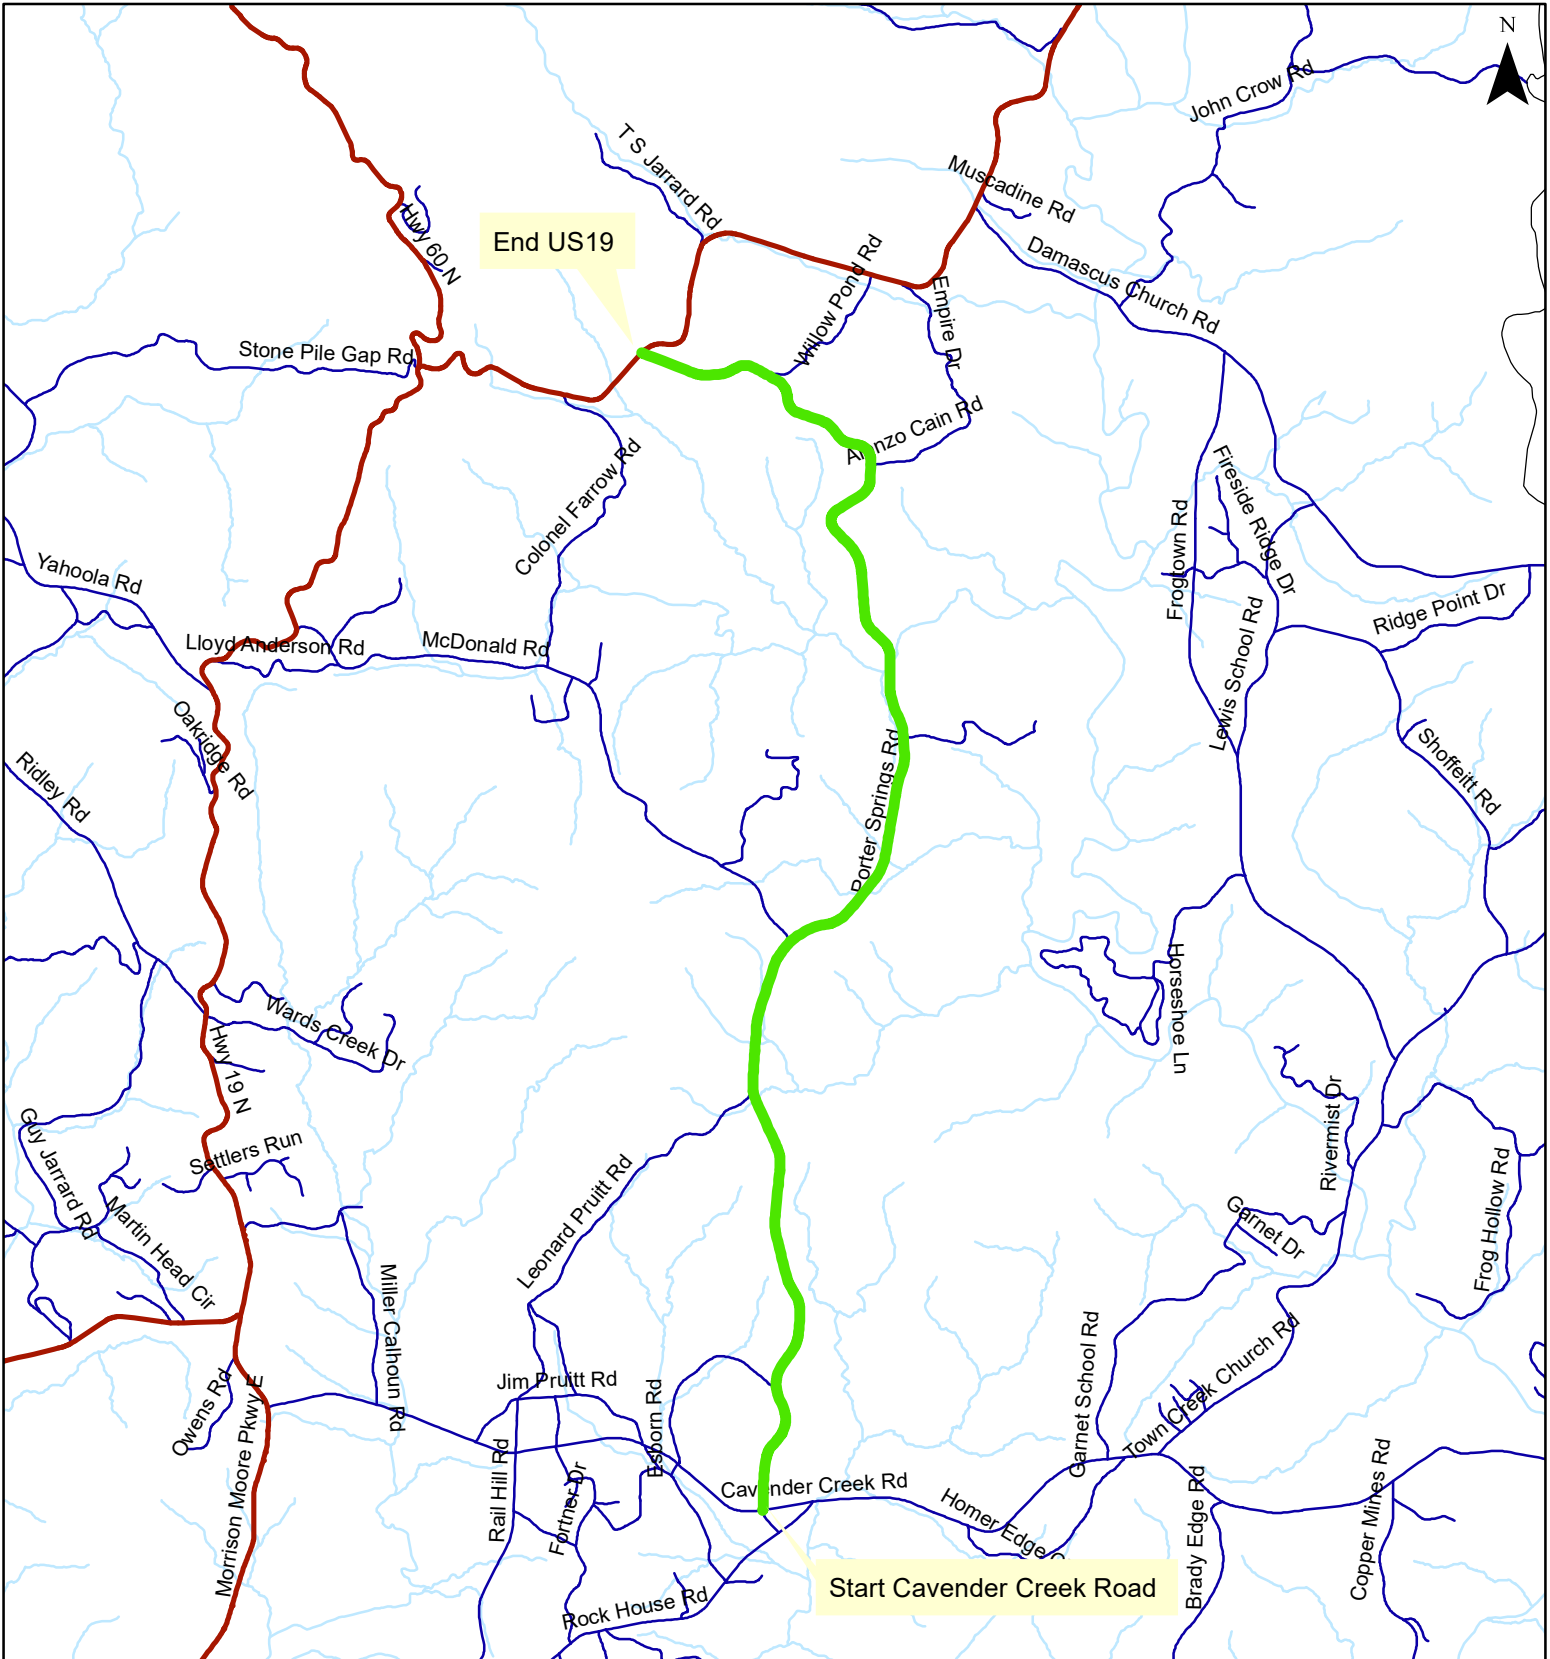 N
John Crow Rd
T S Jarrard Rd
Muscadine Rd
Hwy 60 N
End US19
Willow Pond Rd
Damascus Church Rd
Empire Dr
Stone Pile Gap Rd
Alonzo Cain Rd
Colonel Farrow Rd
Fireside Ridge Dr
Frogtown Rd
Yahoola Rd
Ridge Point Dr
Lloyd Anderson Rd
McDonald Rd
Lewis School Rd
Oakridge Rd
Ridley Rd
Porter Springs Rd
Shoffeitt Rd
Horseshoe Ln
Wards Creek Dr
Hwy 19 N
Rivermist Dr
Guy Jarrard Rd
Settlers Run
Martin Head Cir
Leonard Pruitt Rd
Garnet Dr
Frog Hollow Rd
Miller Calhoun Rd
Garnet School Rd
Town Creek Church Rd
Owens Rd
Morrison Moore Pkwy E
Jim Pruitt Rd
Esborn Rd
Rail Hill Rd
Fortner Dr
Cavender Creek Rd
Homer Edge C
Brady Edge Rd
Copper Mines Rd
Start Cavender Creek Road
Rock House Rd